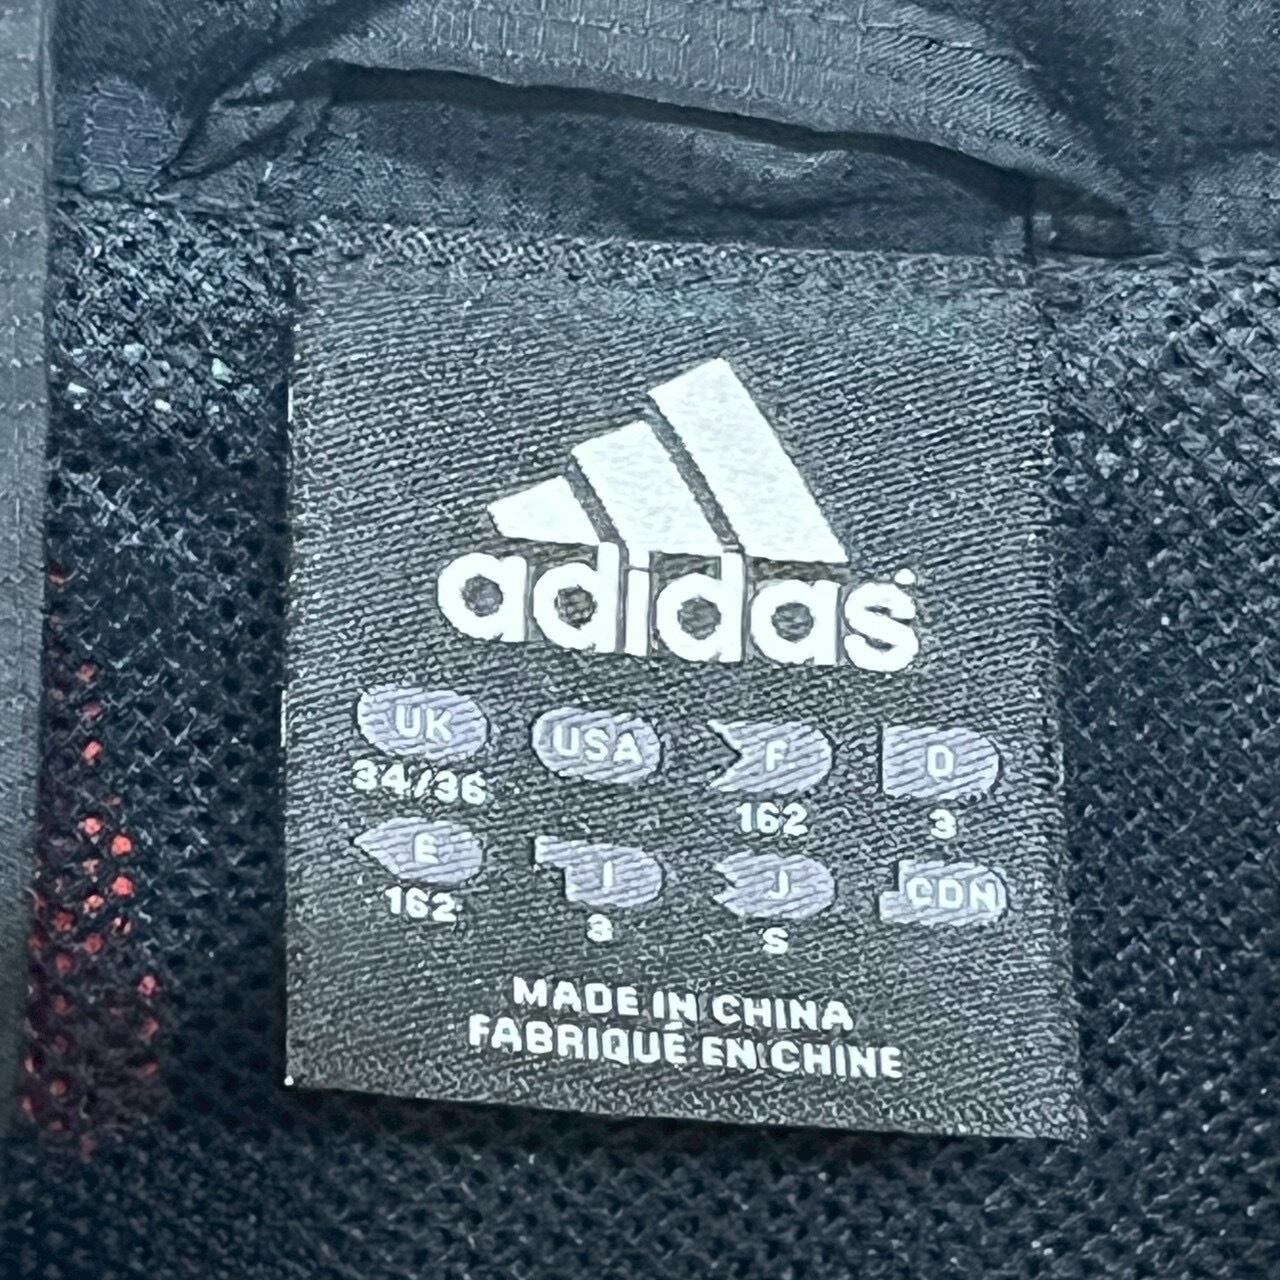 adidas
UK USA F D
34/36 162 3
E I J CDN
162 3 S
MADE IN CHINA
FABRIQUÉ EN CHINE